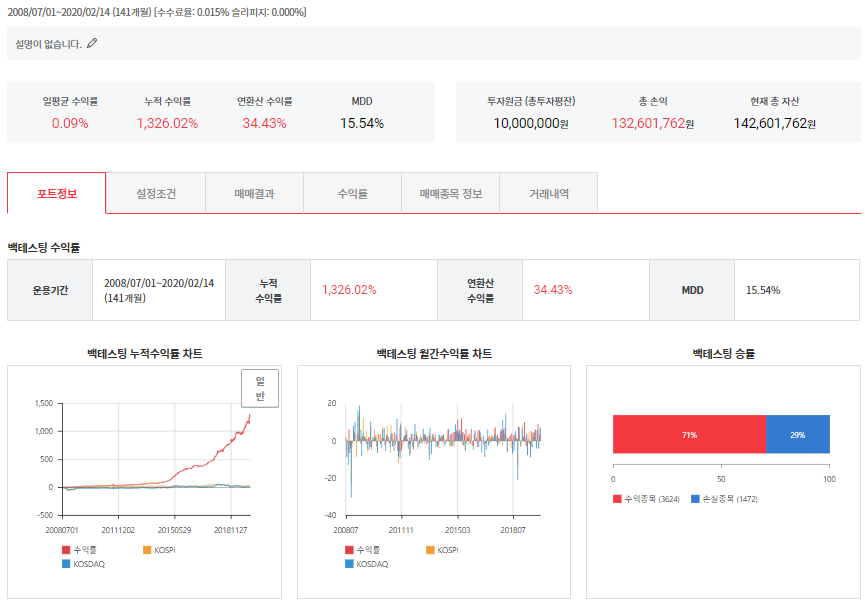 2008/07/01~2020/02/14 (141개월) [수수료율: 0.015% 슬리피지: 0.000%]
설명이 없습니다.
일평균 수익률 누적 수익률 연환산 수익률 MDD
0.09% 1,326.02% 34.43% 15.54%
투자원금 (총투자평잔) 총 손익 현재 총 자산
10,000,000원 132,601,762원 142,601,762원
포트정보 설정조건 매매결과 수익률 매매종목 정보 거래내역
백테스팅 수익률
운용기간
2008/07/01~2020/02/14
(141개월)
누적
수익률
1,326.02%
연환산
수익률
34.43%
MDD
15.54%
백테스팅 누적수익률 차트
일
반
1,500
1,000
500
0
-500
20080701 20111202 20150529 20181127
수익률 KOSPI
KOSDAQ
백테스팅 월간수익률 차트
20
0
-20
-40
200807 201111 201503 201807
수익률 KOSPI
KOSDAQ
백테스팅 승률
71% 29%
0 50 100
수익종목 (3624) 손실종목 (1472)